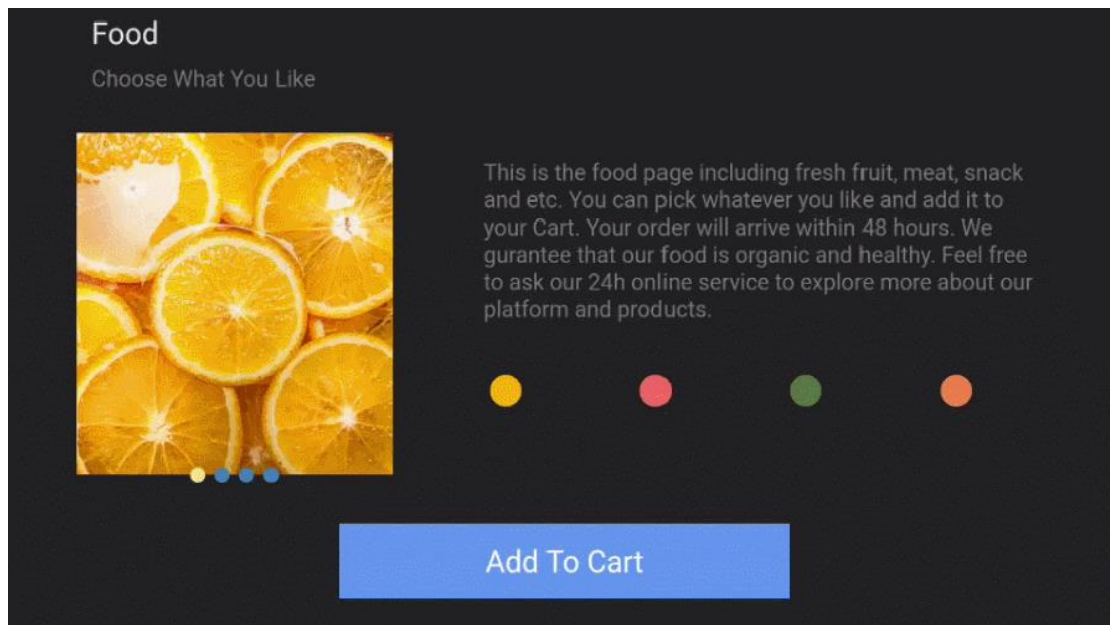 Food
Choose What You Like
This is the food page including fresh fruit, meat, snack
and etc. You can pick whatever you like and add it to
your Cart. Your order will arrive within 48 hours. We
gurantee that our food is organic and healthy. Feel free
to ask our 24h online service to explore more about our
platform and products.
Add To Cart